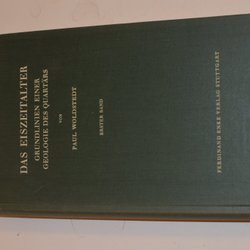 DAS EISZEITALTER
GRUNDLINIEN EINER
GEOLOGIE DES QUARTÄRS
VON
PAUL WOLDSTEDT
ERSTER BAND
FERDINAND ENKE VERLAG STUTTGART